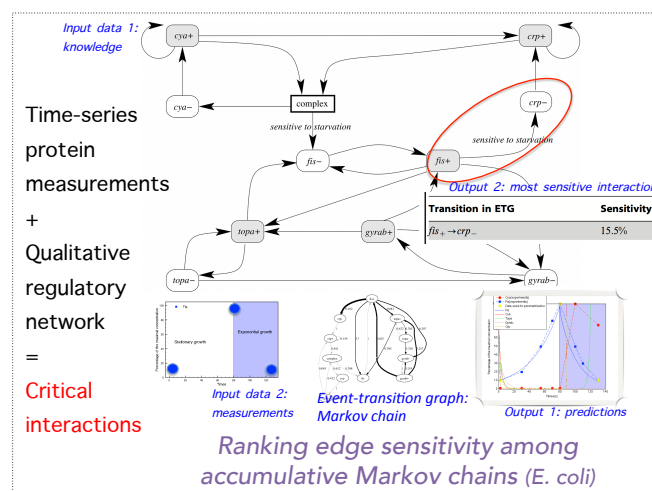 Input data 1:
knowledge
cya+
crp+
cya−
complex
crp−
sensitive to starvation
sensitive to starvation
fis−
fis+
Time-series
protein
measurements
+
Qualitative
regulatory
network
=
Critical
interactions
Output 2: most sensitive interaction
Transition in ETG Sensitivity
fis+→crp− 15.5%
topa+
gyrab+
topa−
gyrab−
Fis
Stationary growth
Exponential growth
Input data 2:
measurements
Event-transition graph:
Markov chain
Output 1: predictions
Ranking edge sensitivity among
accumulative Markov chains (E. coli)